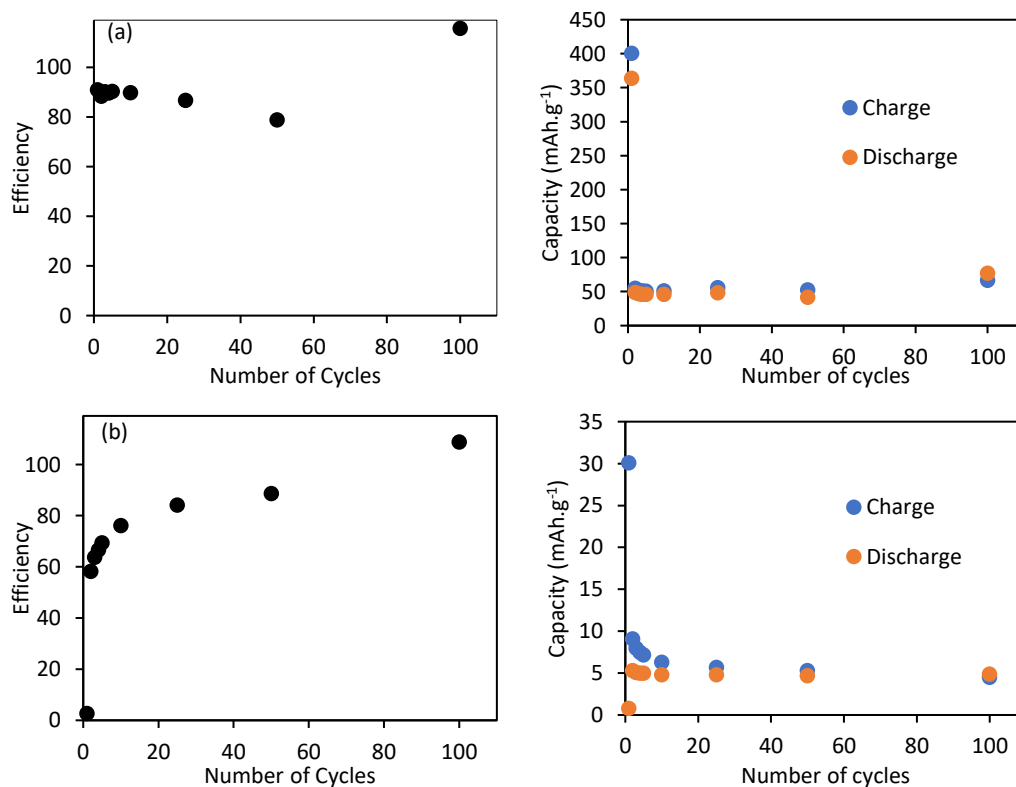 (a)
100
80
60
40
20
0
Efficiency
0 20 40 60 80 100
Number of Cycles
450
400
350
300
250
200
150
100
50
0
Capacity (mAh.g-1)
Charge
Discharge
0 20 40 60 80 100
Number of cycles
(b)
100
80
60
40
20
0
Efficiency
0 20 40 60 80 100
Number of Cycles
35
30
25
20
15
10
5
0
Capacity (mAh.g-1)
Charge
Discharge
0 20 40 60 80 100
Number of cycles